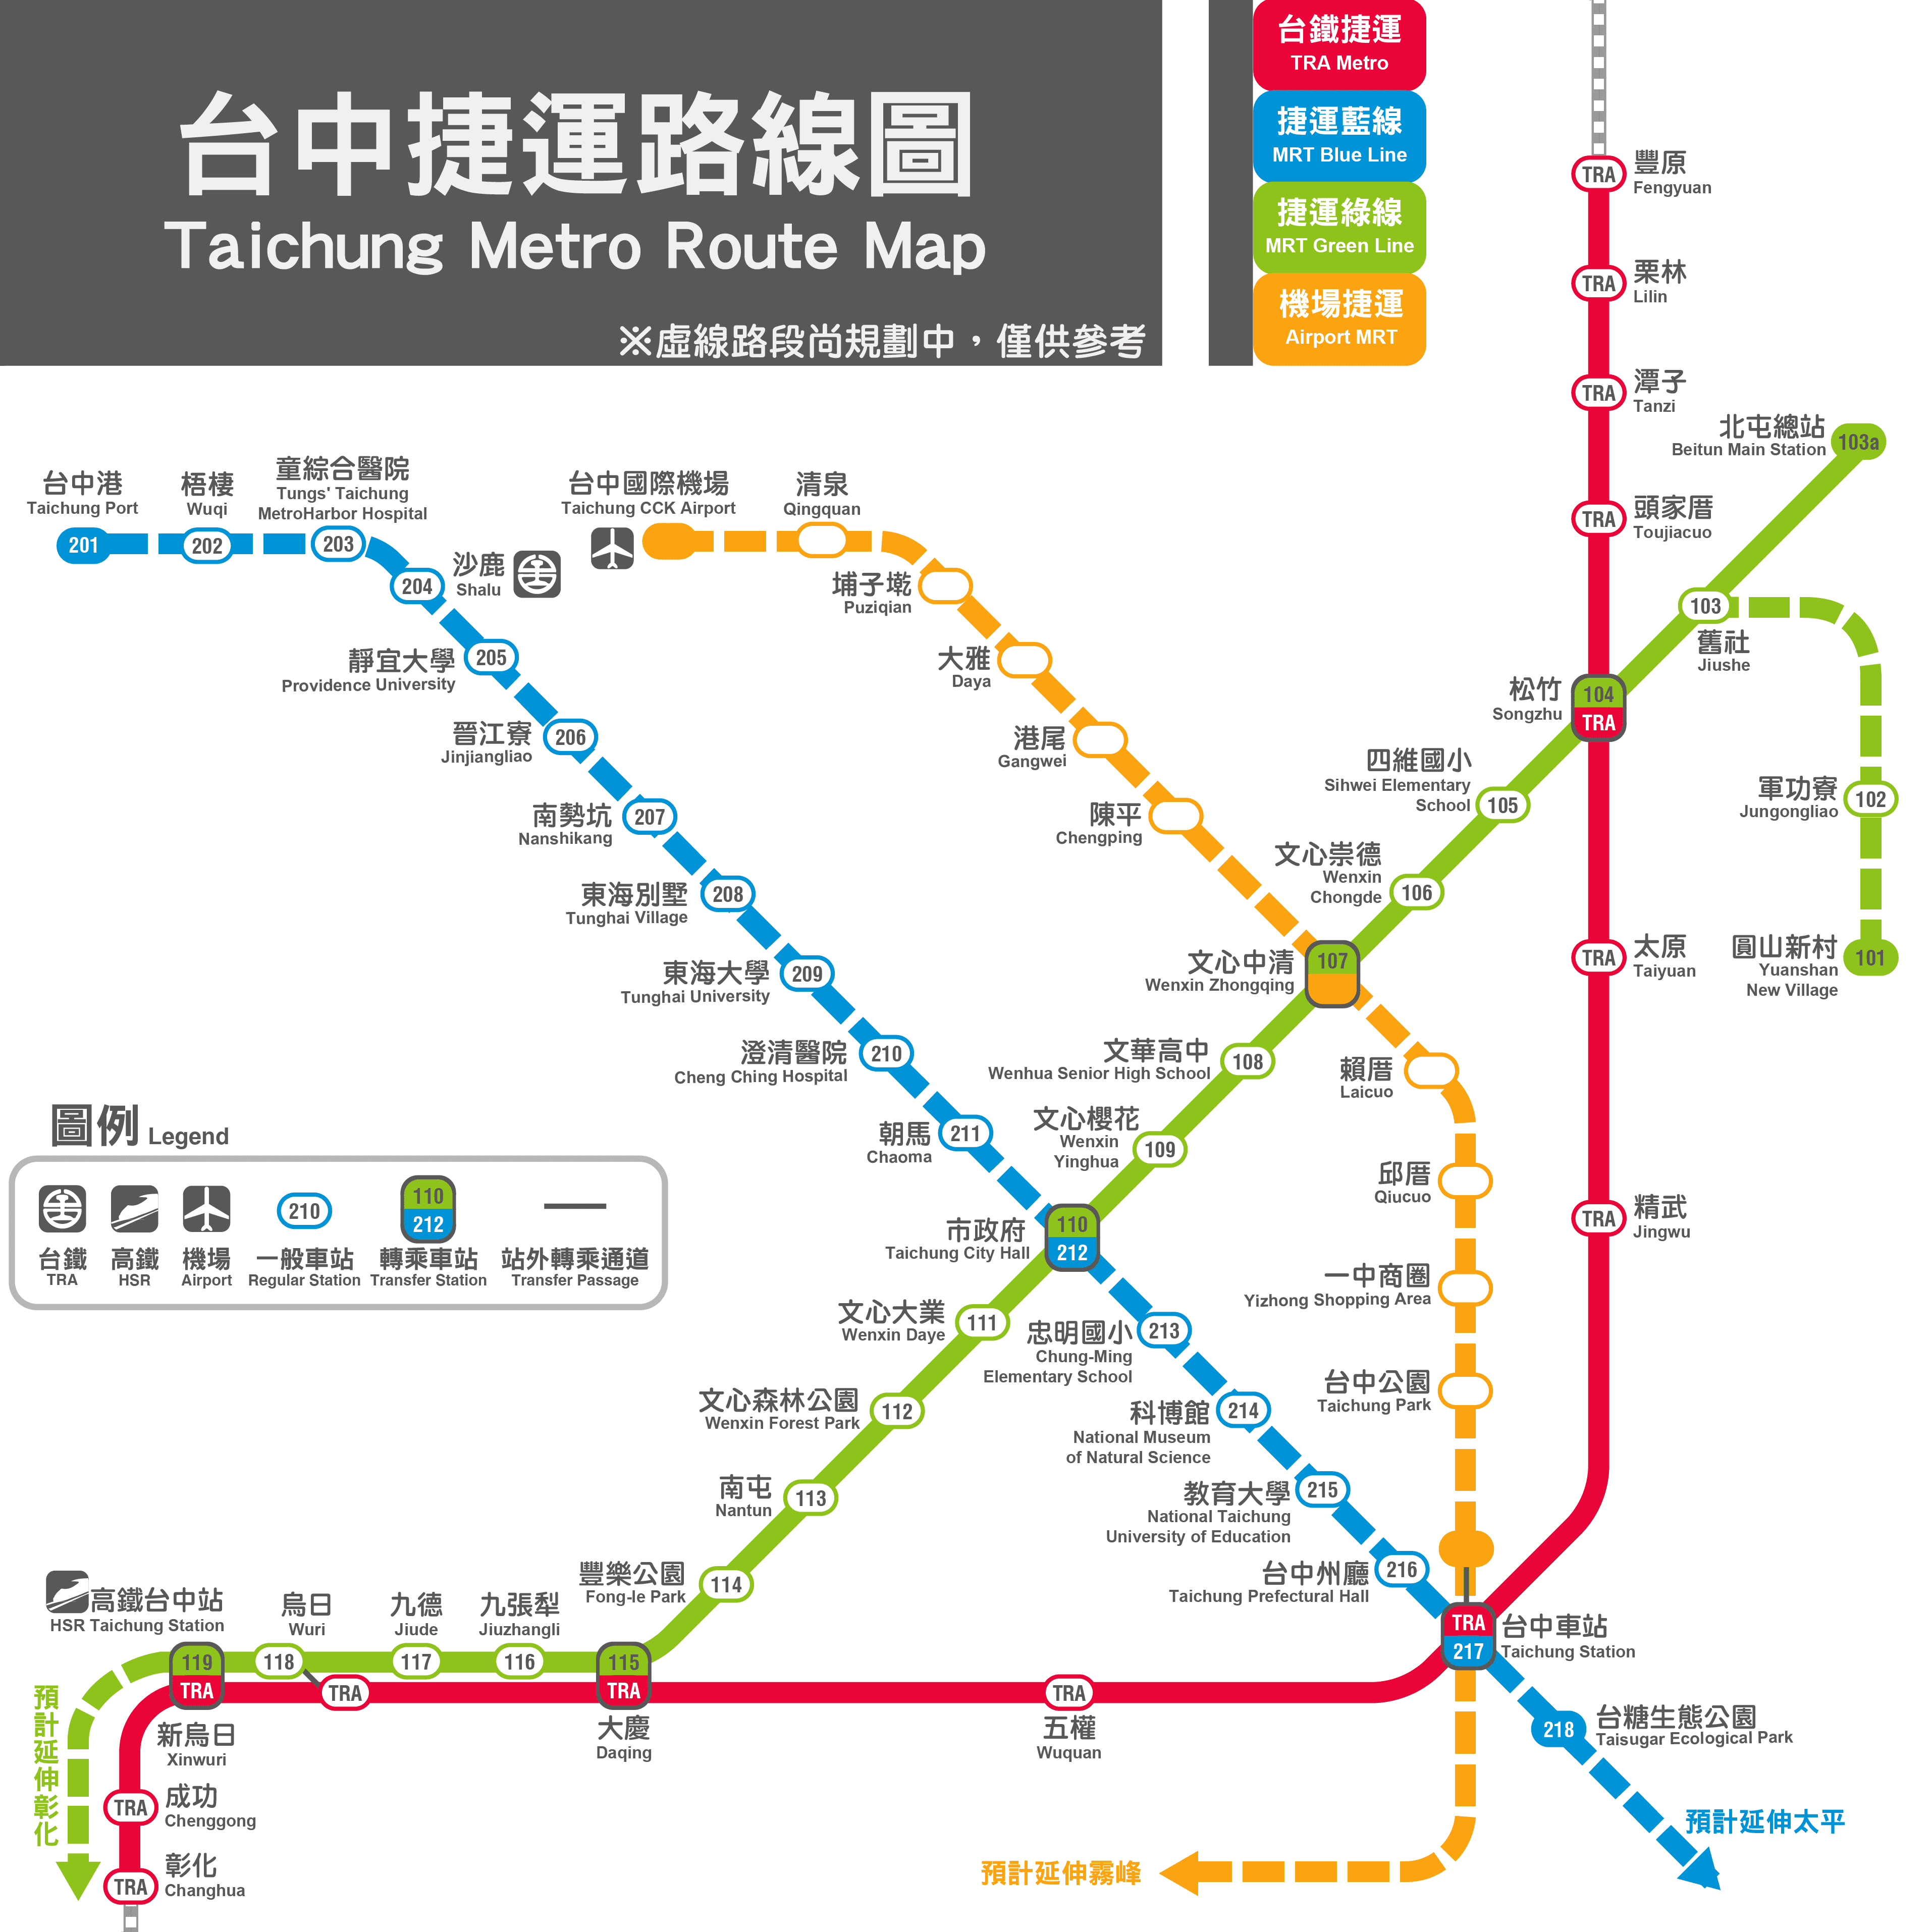 台中捷運路線圖
Taichung Metro Route Map
※虛線路段尚規劃中，僅供參考
台鐵捷運
TRA Metro
捷運藍線
MRT Blue Line
捷運綠線
MRT Green Line
機場捷運
Airport MRT
TRA
豐原
Fengyuan
TRA
栗林
Lilin
TRA
潭子
Tanzi
TRA
頭家厝
Toujiacuo
北屯總站
Beitun Main Station
103a
103
舊社
Jiushe
松竹
Songzhu
104
TRA
軍功寮
Jungongliao
102
圓山新村
Yuanshan
New Village
101
TRA
太原
Taiyuan
TRA
精武
Jingwu
台中港
Taichung Port
201
梧棲
Wuqi
202
童綜合醫院
Tungs' Taichung
MetroHarbor Hospital
203
沙鹿
Shalu
204
靜宜大學
Providence University
205
晉江寮
Jinjiangliao
206
南勢坑
Nanshikang
207
東海別墅
Tunghai Village
208
東海大學
Tunghai University
209
澄清醫院
Cheng Ching Hospital
210
朝馬
Chaoma
211
台中國際機場
Taichung CCK Airport
清泉
Qingquan
埔子墘
Puziqian
大雅
Daya
港尾
Gangwei
陳平
Chengping
四維國小
Sihwei Elementary
School
105
文心崇德
Wenxin
Chongde
106
文心中清
Wenxin Zhongqing
107
文華高中
Wenhua Senior High School
108
文心櫻花
Wenxin
Yinghua
109
市政府
Taichung City Hall
110
212
賴厝
Laicuo
邱厝
Qiucuo
一中商圈
Yizhong Shopping Area
台中公園
Taichung Park
圖例 Legend
110
212
210
台鐵
TRA
高鐵
HSR
機場
Airport
一般車站
Regular Station
轉乘車站
Transfer Station
站外轉乘通道
Transfer Passage
文心大業
Wenxin Daye
111
忠明國小
Chung-Ming
Elementary School
213
文心森林公園
Wenxin Forest Park
112
科博館
National Museum
of Natural Science
214
南屯
Nantun
113
教育大學
National Taichung
University of Education
215
豐樂公園
Fong-le Park
114
台中州廳
Taichung Prefectural Hall
216
高鐵台中站
HSR Taichung Station
119
TRA
新烏日
Xinwuri
烏日
Wuri
118
TRA
九德
Jiude
117
九張犁
Jiuzhangli
116
115
TRA
大慶
Daqing
TRA
五權
Wuquan
TRA
217
台中車站
Taichung Station
218
台糖生態公園
Taisugar Ecological Park
預計延伸彰化
TRA
成功
Chenggong
TRA
彰化
Changhua
預計延伸霧峰
預計延伸太平